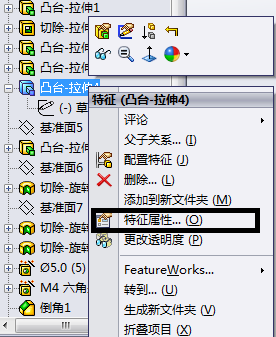 凸台-拉伸1
切除-拉伸
凸台-拉伸
凸台-拉伸
凸台-拉伸4
(-) 草
基准面5
凸台-拉伸
基准面6
切除-旋转
基准面7
切除-旋转
切除-旋转
Ø5.0 (5)
M4 六角
倒角1
特征 (凸台-拉伸4)
评论
父子关系... (I)
配置特征 (J)
删除... (L)
添加到新文件夹 (M)
特征属性... (O)
更改透明度 (P)
FeatureWorks...
转到... (U)
生成新文件夹 (V)
折叠项目 (X)